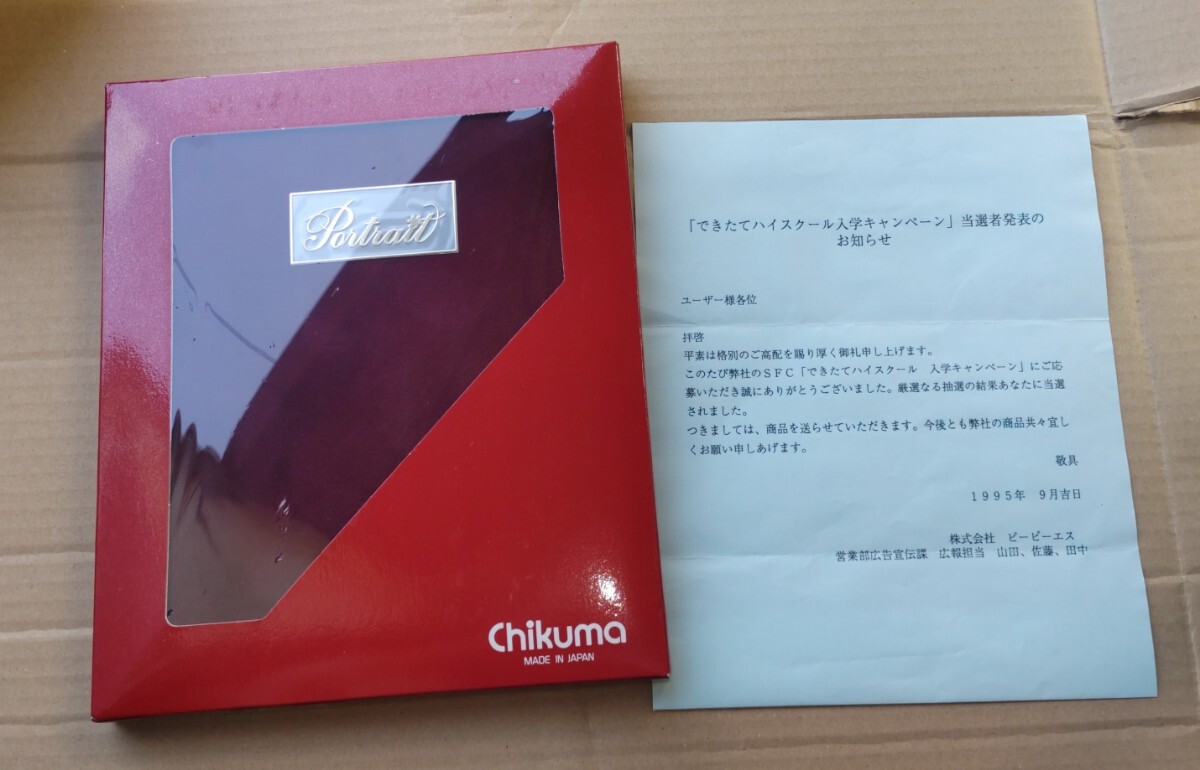 Portrait
Chikuma
MADE IN JAPAN
「できたてハイスクール入学キャンペーン」当選者発表の
お知らせ
ユーザー様各位
拝啓
平素は格別のご高配を賜り厚く御礼申し上げます。
このたび弊社のSFC「できたてハイスクール　入学キャンペーン」にご応
募いただき誠にありがとうございました。厳選なる抽選の結果あなたに当選
されました。
つきましては、商品を送らせていただきます。今後とも弊社の商品共々宜し
くお願い申しあげます。
敬具
1995年　9月吉日
株式会社　ビーピーエス
営業部広告宣伝課　広報担当　山田、佐藤、田中